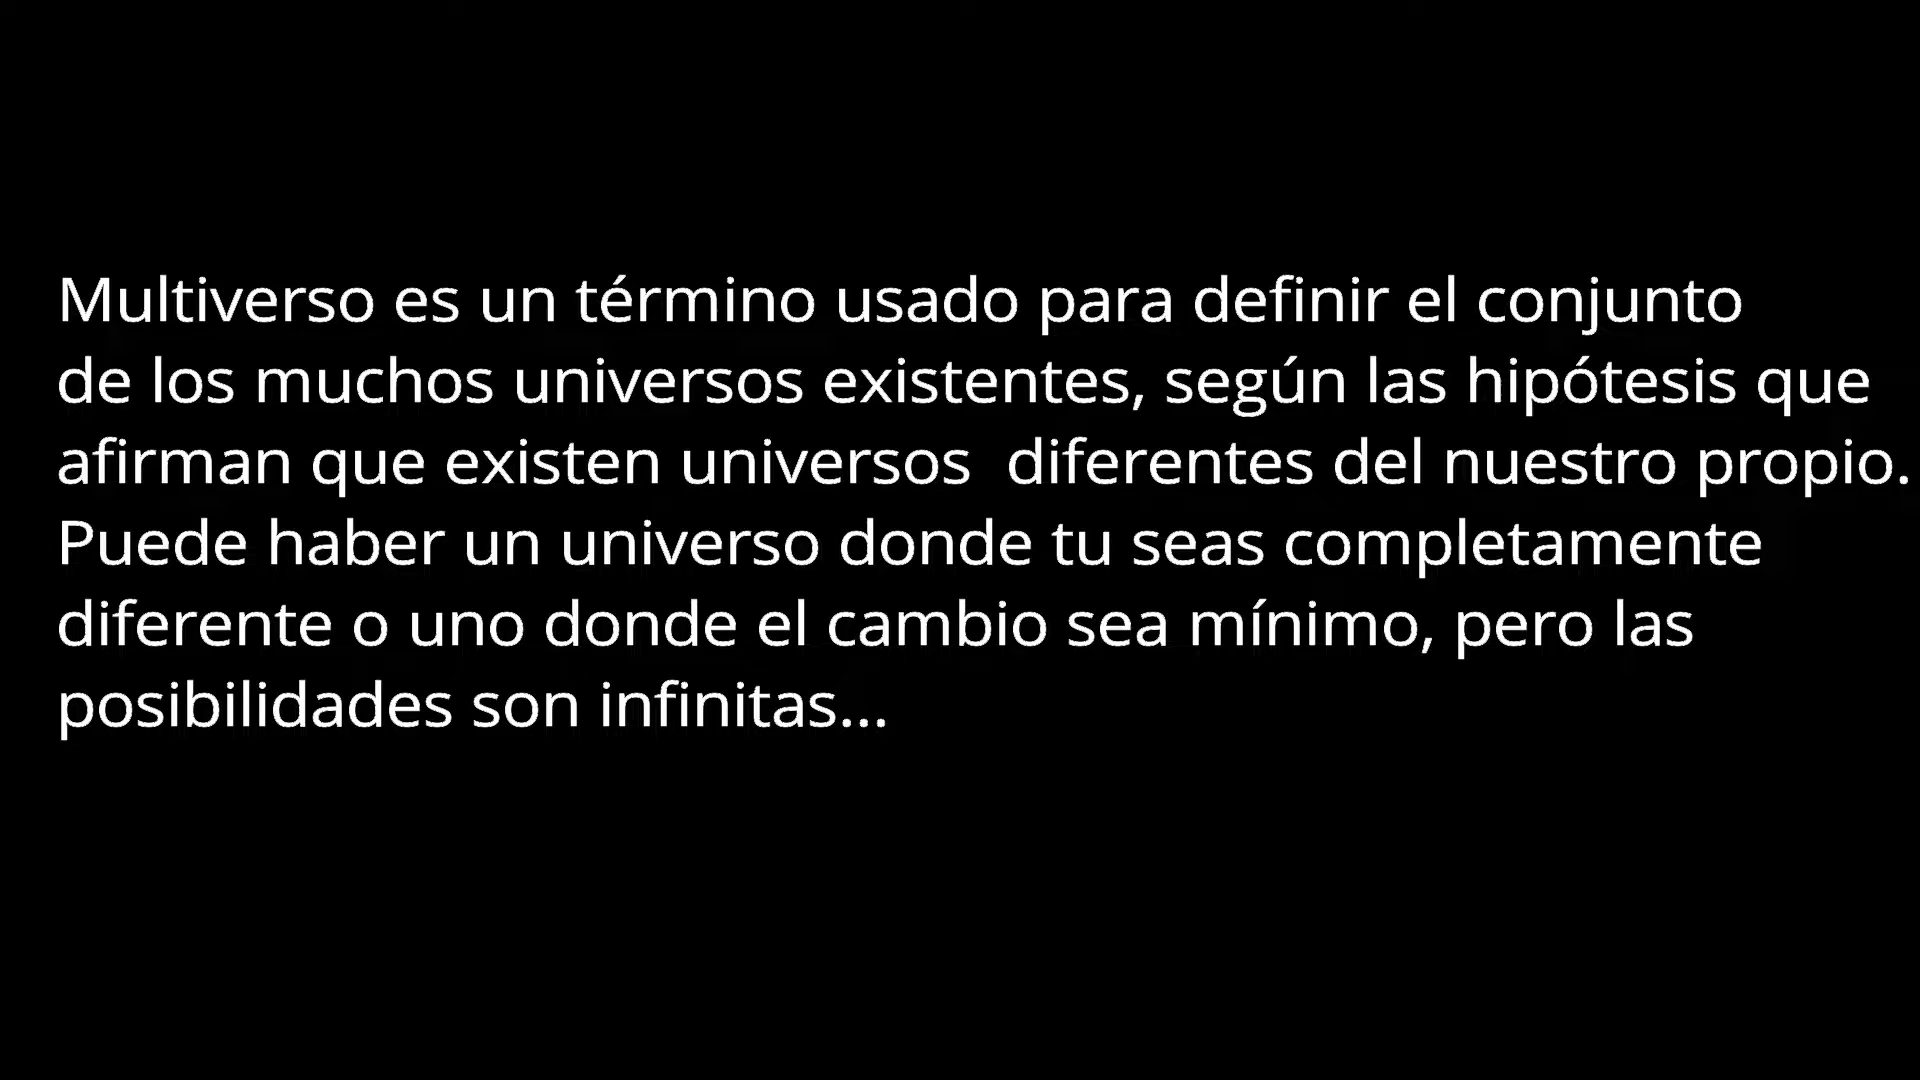 Multiverso es un término usado para definir el conjunto
de los muchos universos existentes, según las hipótesis que
afirman que existen universos  diferentes del nuestro propio.
Puede haber un universo donde tu seas completamente
diferente o uno donde el cambio sea mínimo, pero las
posibilidades son infinitas...